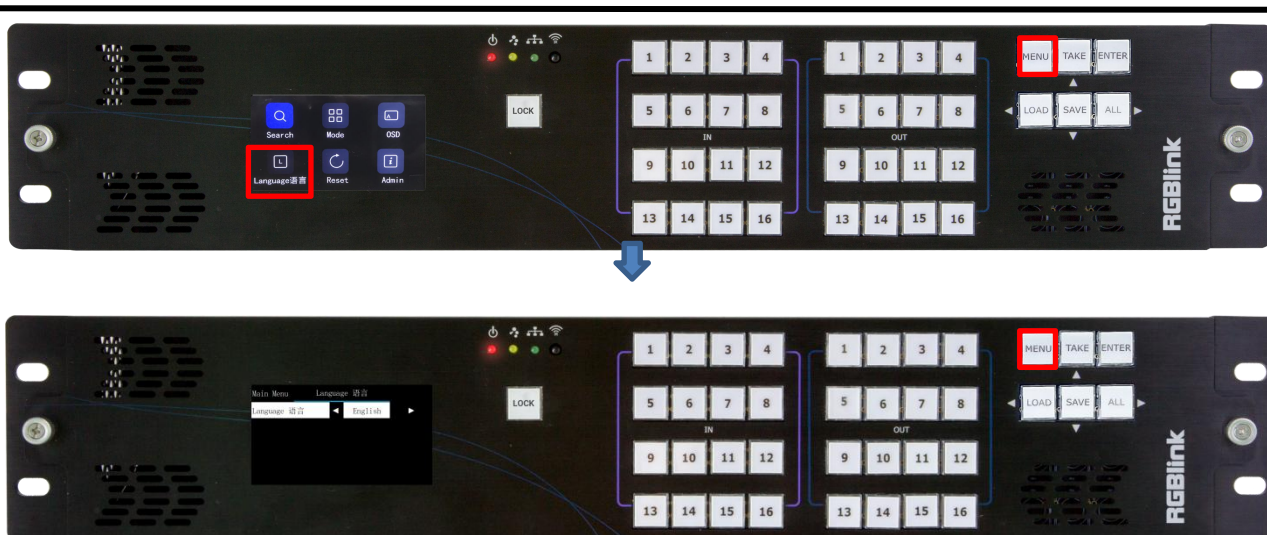 1 2 3 4
1 2 3 4
MENU TAKE ENTER
Search Mode OSD
LOCK
5 6 7 8
5 6 7 8
LOAD SAVE ALL
IN
OUT
Language语言 Reset Admin
9 10 11 12
9 10 11 12
RGBlink
13 14 15 16
13 14 15 16
1 2 3 4
1 2 3 4
MENU TAKE ENTER
Main Menu Language 语言
Language 语言 English
LOCK
5 6 7 8
5 6 7 8
LOAD SAVE ALL
IN
OUT
9 10 11 12
9 10 11 12
RGBlink
13 14 15 16
13 14 15 16